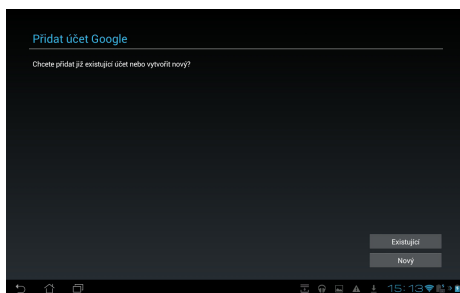 Přidat účet Google
Chcete přidat již existující účet nebo vytvořit nový?
Existující
Nový
15:13